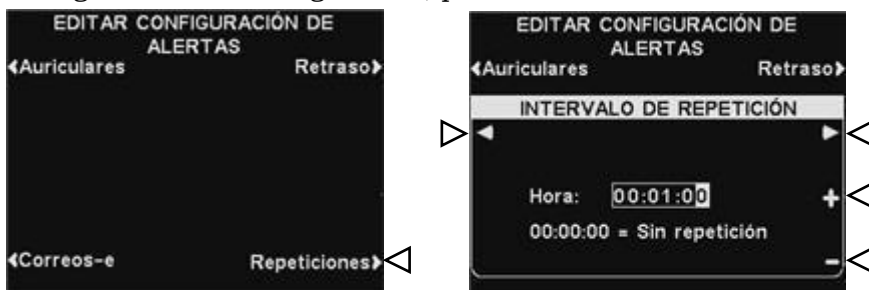 EDITAR CONFIGURACIÓN DE
ALERTAS
Auriculares Retraso
Correos-e Repeticiones
EDITAR CONFIGURACIÓN DE
ALERTAS
Auriculares Retraso
INTERVALO DE REPETICIÓN
Hora: 00:01:00 +
00:00:00 = Sin repetición
-